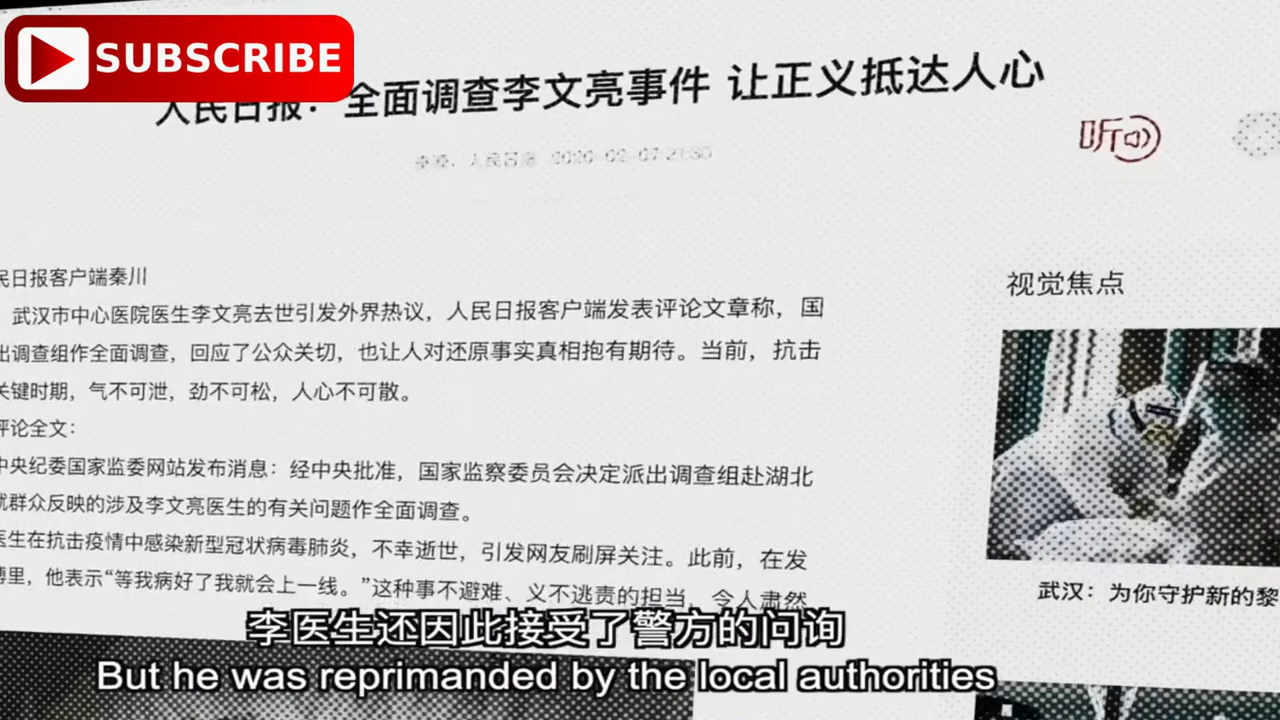 SUBSCRIBE
人民日报：全面调查李文亮事件 让正义抵达人心
来源：人民日报 2020-02-07 21:30
听
民日报客户端秦川
武汉市中心医院医生李文亮去世引发外界热议，人民日报客户端发表评论文章称，国
出调查组作全面调查，回应了公众关切，也让人对还原事实真相抱有期待。当前，抗击
关键时期，气不可泄，劲不可松，人心不可散。
评论全文：
中央纪委国家监委网站发布消息：经中央批准，国家监察委员会决定派出调查组赴湖北
就群众反映的涉及李文亮医生的有关问题作全面调查。
医生在抗击疫情中感染新型冠状病毒肺炎，不幸逝世，引发网友刷屏关注。此前，在发
博里，他表示“等我病好了我就会上一线。”这种事不避难、义不逃责的担当，令人肃然
视觉焦点
武汉：为你守护新的黎
李医生还因此接受了警方的问询
But he was reprimanded by the local authorities